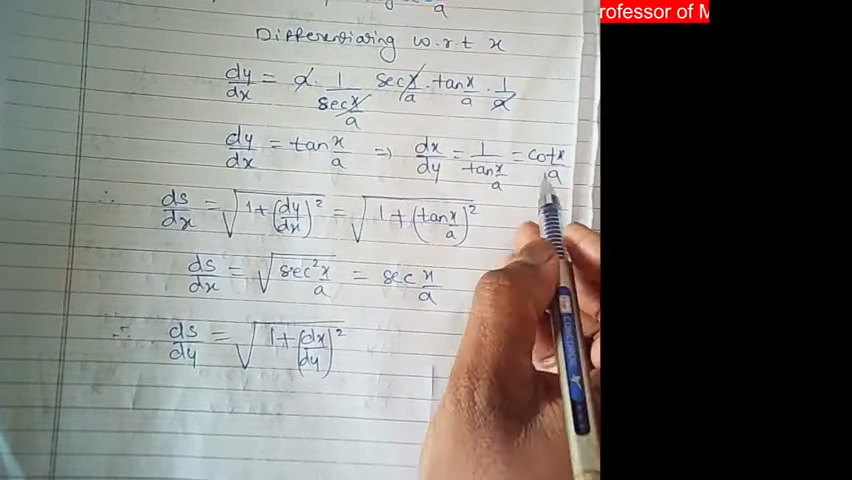 a
rofessor of M
Differentiating w.r.t x
dy/dx = a · 1/(sec x/a) sec x/a · tan x/a · 1/a
dy/dx = tan x/a => dx/dy = 1/(tan x/a) = cot x/a
∴ ds/dx = √(1+(dy/dx)²) = √(1+(tan x/a)²)
ds/dx = √(sec² x/a) = sec x/a
∴ ds/dy = √(1+(dx/dy)²)